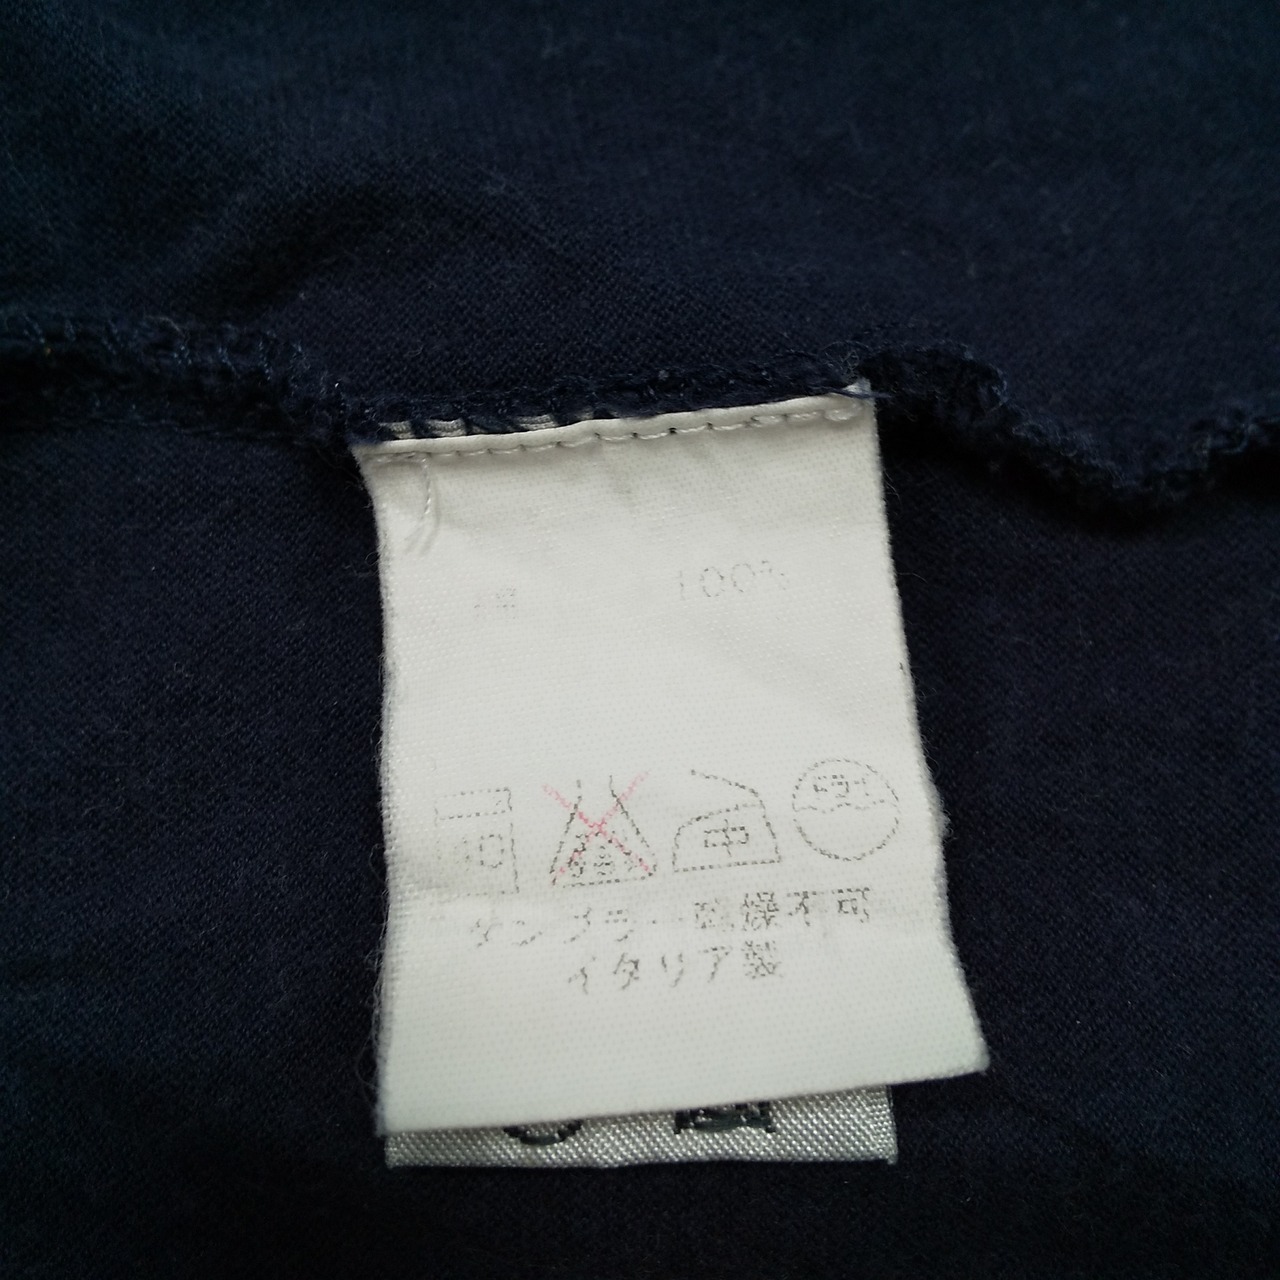 綿 100%
40 中 ドライ
タンブラー乾燥不可
イタリア製